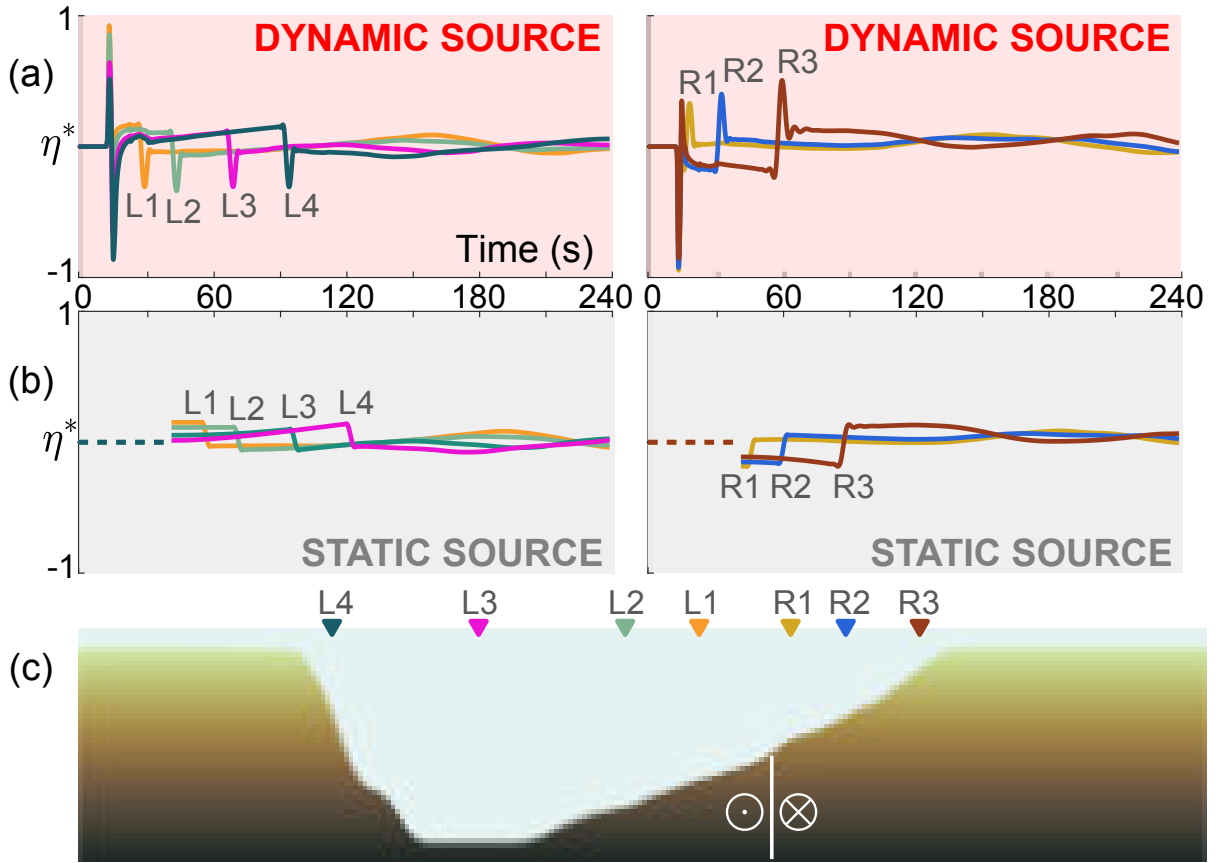 (a)
1
η*
-1
DYNAMIC SOURCE
L1 L2 L3 L4
Time (s)
0 60 120 180 240
DYNAMIC SOURCE
R1 R2 R3
0 60 120 180 240
(b)
1
η*
-1
L1 L2 L3 L4
STATIC SOURCE
R1 R2 R3
STATIC SOURCE
(c)
L4 L3 L2 L1 R1 R2 R3